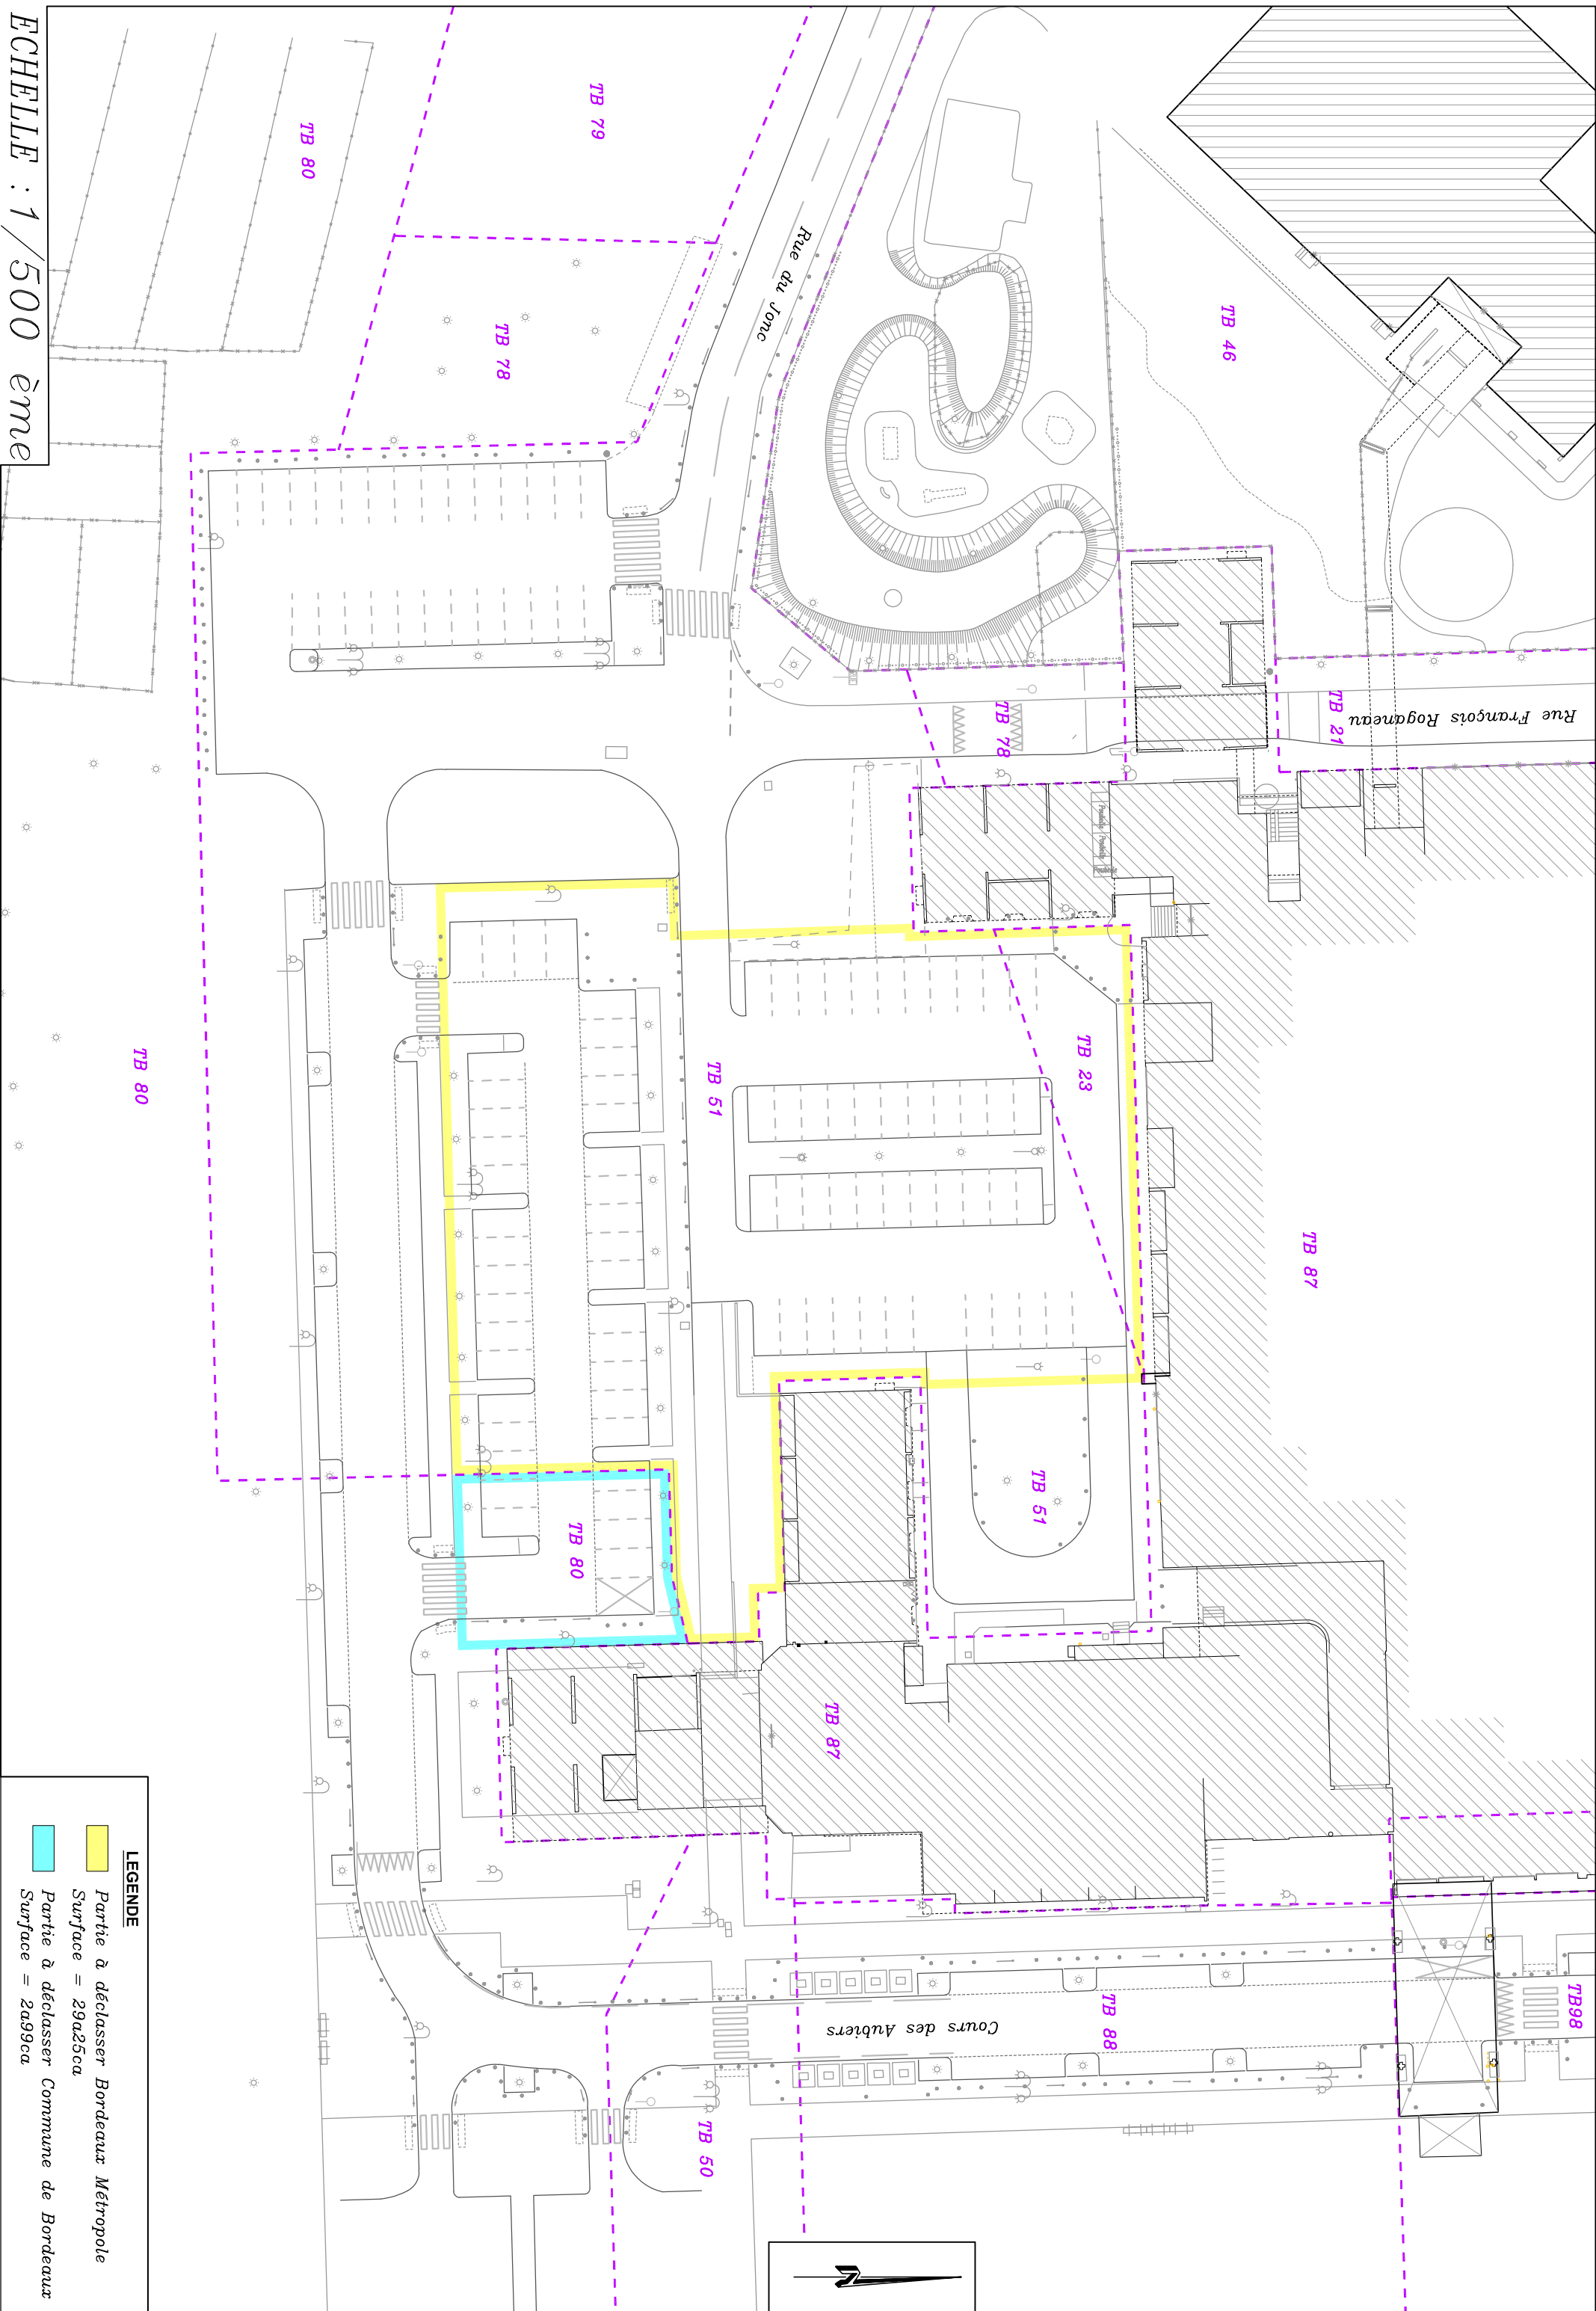 ECHELLE : 1/500 ème
TB 80
TB 79
TB 78
Rue du Jonc
TB 46
TB 21
Rue François Roganeau
TB 78
Poubelle
Poubelle
Poubelle
TB 23
TB 51
TB 80
TB 87
TB 51
TB 80
TB 87
Cours des Aubiers
TB 88
TB98
TB 50
LEGENDE
Partie à déclasser Bordeaux Métropole
Surface = 29a25ca
Partie à déclasser Commune de Bordeaux
Surface = 2a99ca